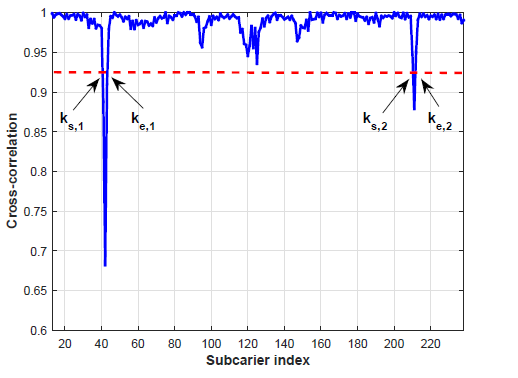 1
0.95
0.9
0.85
0.8
0.75
0.7
0.65
0.6
Cross-correlation
k_s,1
k_e,1
k_s,2
k_e,2
20 40 60 80 100 120 140 160 180 200 220
Subcarier index